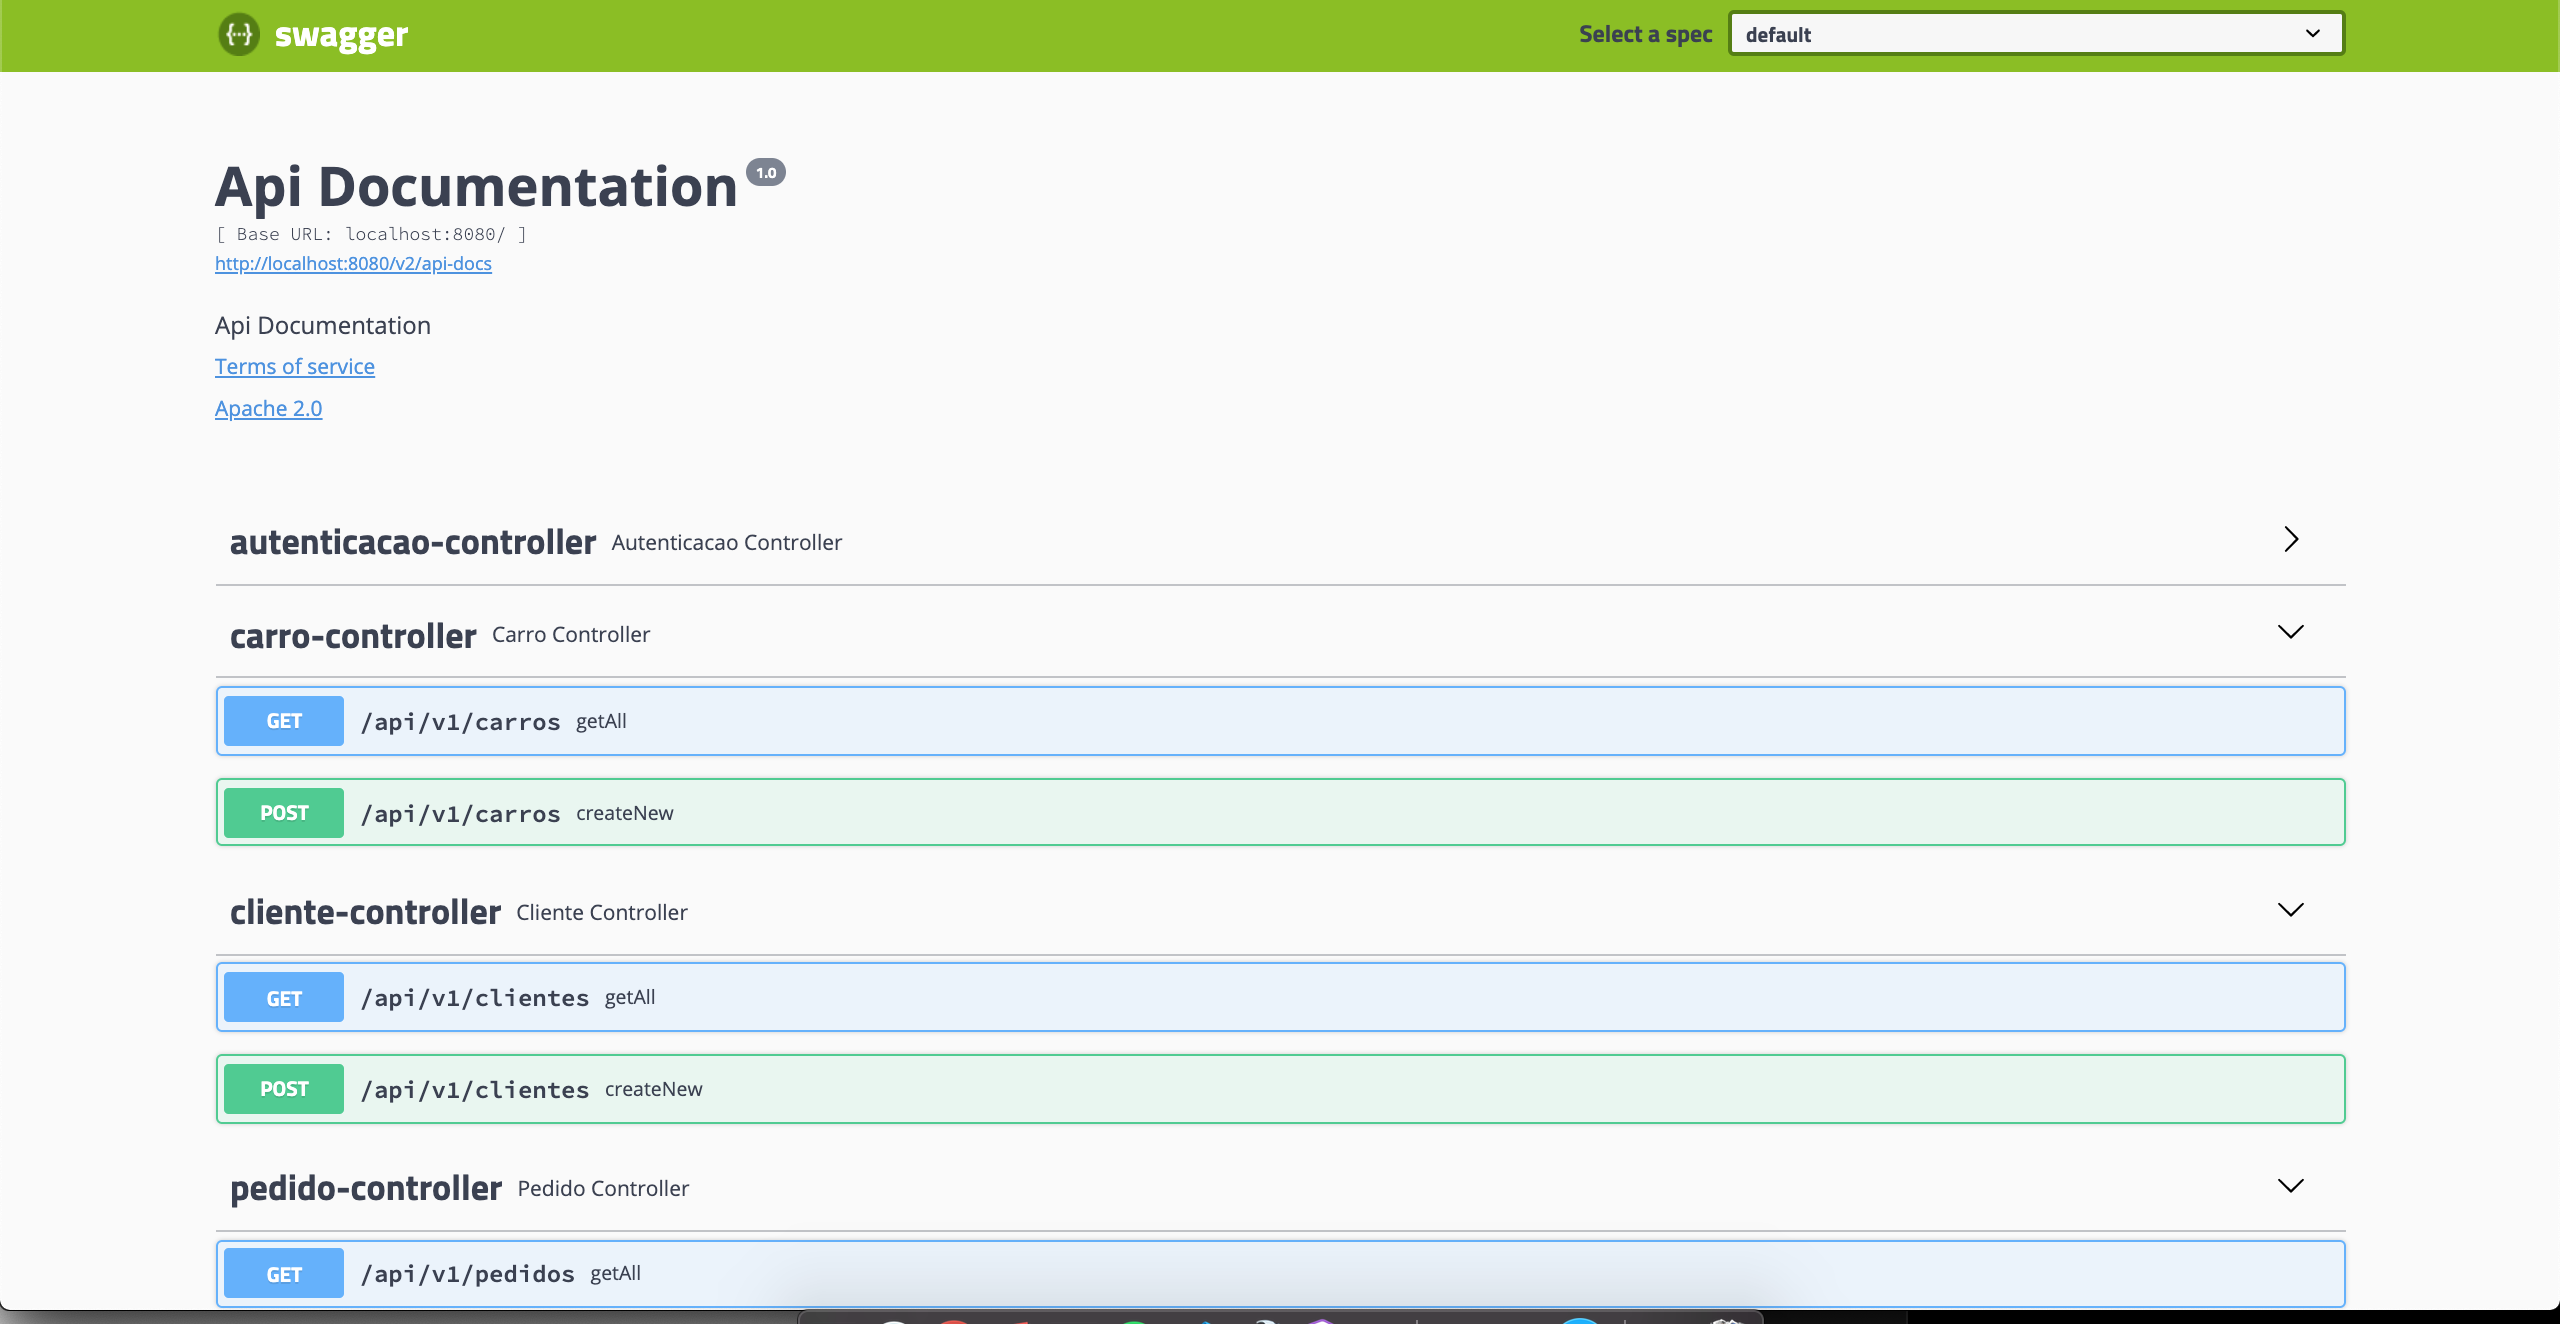 swagger
Select a spec default
Api Documentation 1.0
[ Base URL: localhost:8080/ ]
http://localhost:8080/v2/api-docs
Api Documentation
Terms of service
Apache 2.0
autenticacao-controller Autenticacao Controller
carro-controller Carro Controller
GET /api/v1/carros getAll
POST /api/v1/carros createNew
cliente-controller Cliente Controller
GET /api/v1/clientes getAll
POST /api/v1/clientes createNew
pedido-controller Pedido Controller
GET /api/v1/pedidos getAll